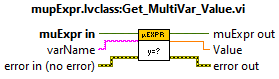 mupExpr.lvclass:Get_MultiVar_Value.vi
muExpr in
µEXPR
muExpr out
varName
y=?
Value
error in (no error)
error out